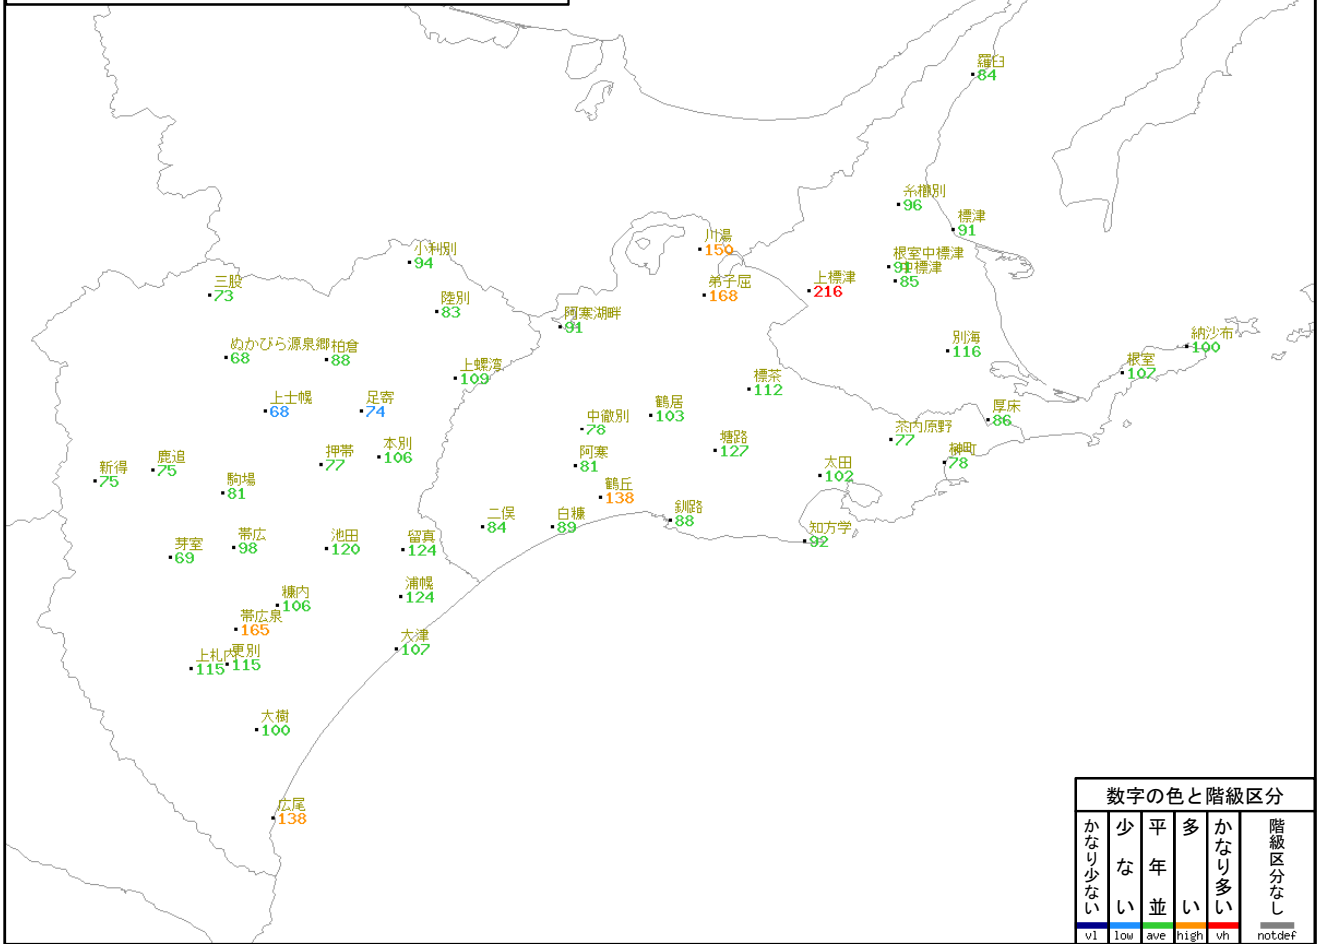 羅臼
84
糸櫛別
96
標津
91
川湯
根室中標津
91
小利別
94
中標津
85
三股
73
弟子屈
168
上標津
216
陸別
83
阿寒湖畔
91
納沙布
100
ぬかびら源泉郷
68
柏倉
88
別海
116
根室
107
上螺湾
109
標茶
112
上士幌
68
足寄
74
鶴居
103
厚床
86
中徹別
78
茶内原野
77
本別
106
塘路
127
押帯
77
榊町
78
鹿追
75
新得
75
阿寒
81
太田
102
駒場
81
鶴丘
138
二俣
84
白糠
89
釧路
88
知方学
92
帯広
98
池田
120
留真
124
芽室
69
浦幌
124
糠内
106
帯広泉
165
大津
107
上札内
115
更別
115
大樹
100
広尾
138
数字の色と階級区分
かなり少ない
少ない
平年並
多い
かなり多い
階級区分なし
vl
low
ave
high
vh
notdef